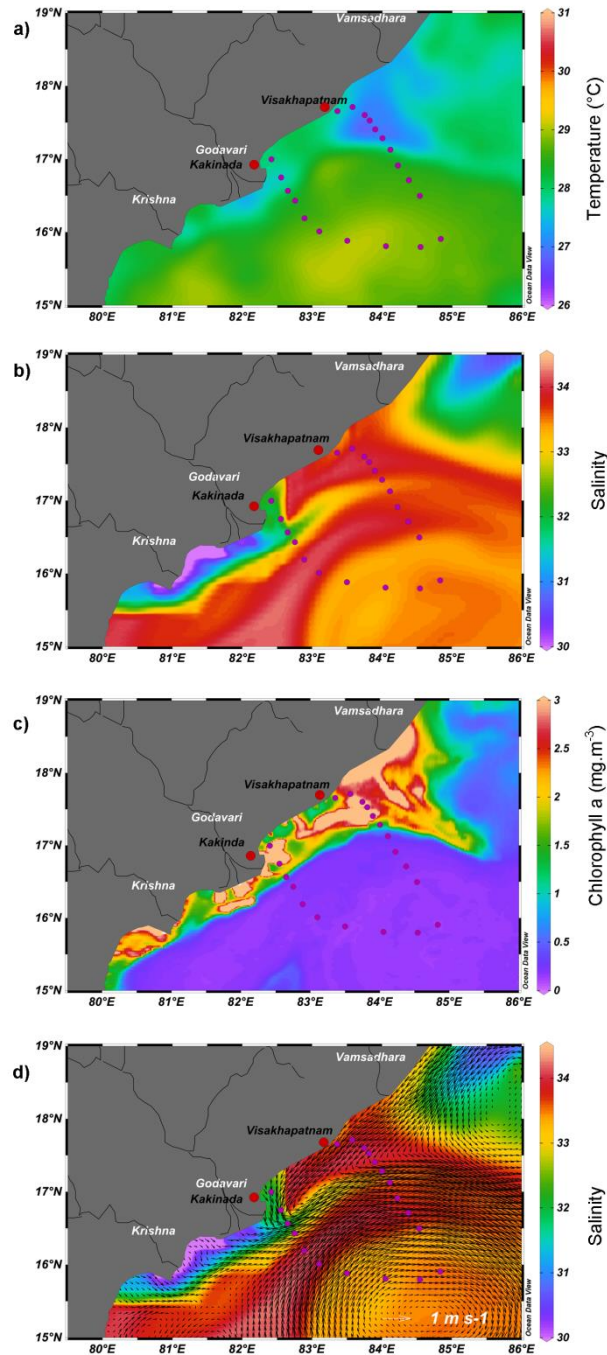 a)
19°N
18°N
17°N
16°N
15°N
80°E
81°E
82°E
83°E
84°E
85°E
86°E
Vamsadhara
Visakhapatnam
Godavari
Kakinada
Krishna
Ocean Data View
31
30
29
28
27
26
Temperature (°C)
b)
19°N
18°N
17°N
16°N
15°N
80°E
81°E
82°E
83°E
84°E
85°E
86°E
Vamsadhara
Visakhapatnam
Godavari
Kakinada
Krishna
Ocean Data View
34
33
32
31
30
Salinity
c)
19°N
18°N
17°N
16°N
15°N
80°E
81°E
82°E
83°E
84°E
85°E
86°E
Vamsadhara
Visakhapatnam
Godavari
Kakinda
Krishna
Ocean Data View
3
2.5
2
1.5
1
0.5
0
Chlorophyll a (mg.m-3)
d)
19°N
18°N
17°N
16°N
15°N
80°E
81°E
82°E
83°E
84°E
85°E
86°E
Vamsadhara
Visakhapatnam
Godavari
Kakinada
Krishna
1 m s-1
Ocean Data View
34
33
32
31
30
Salinity